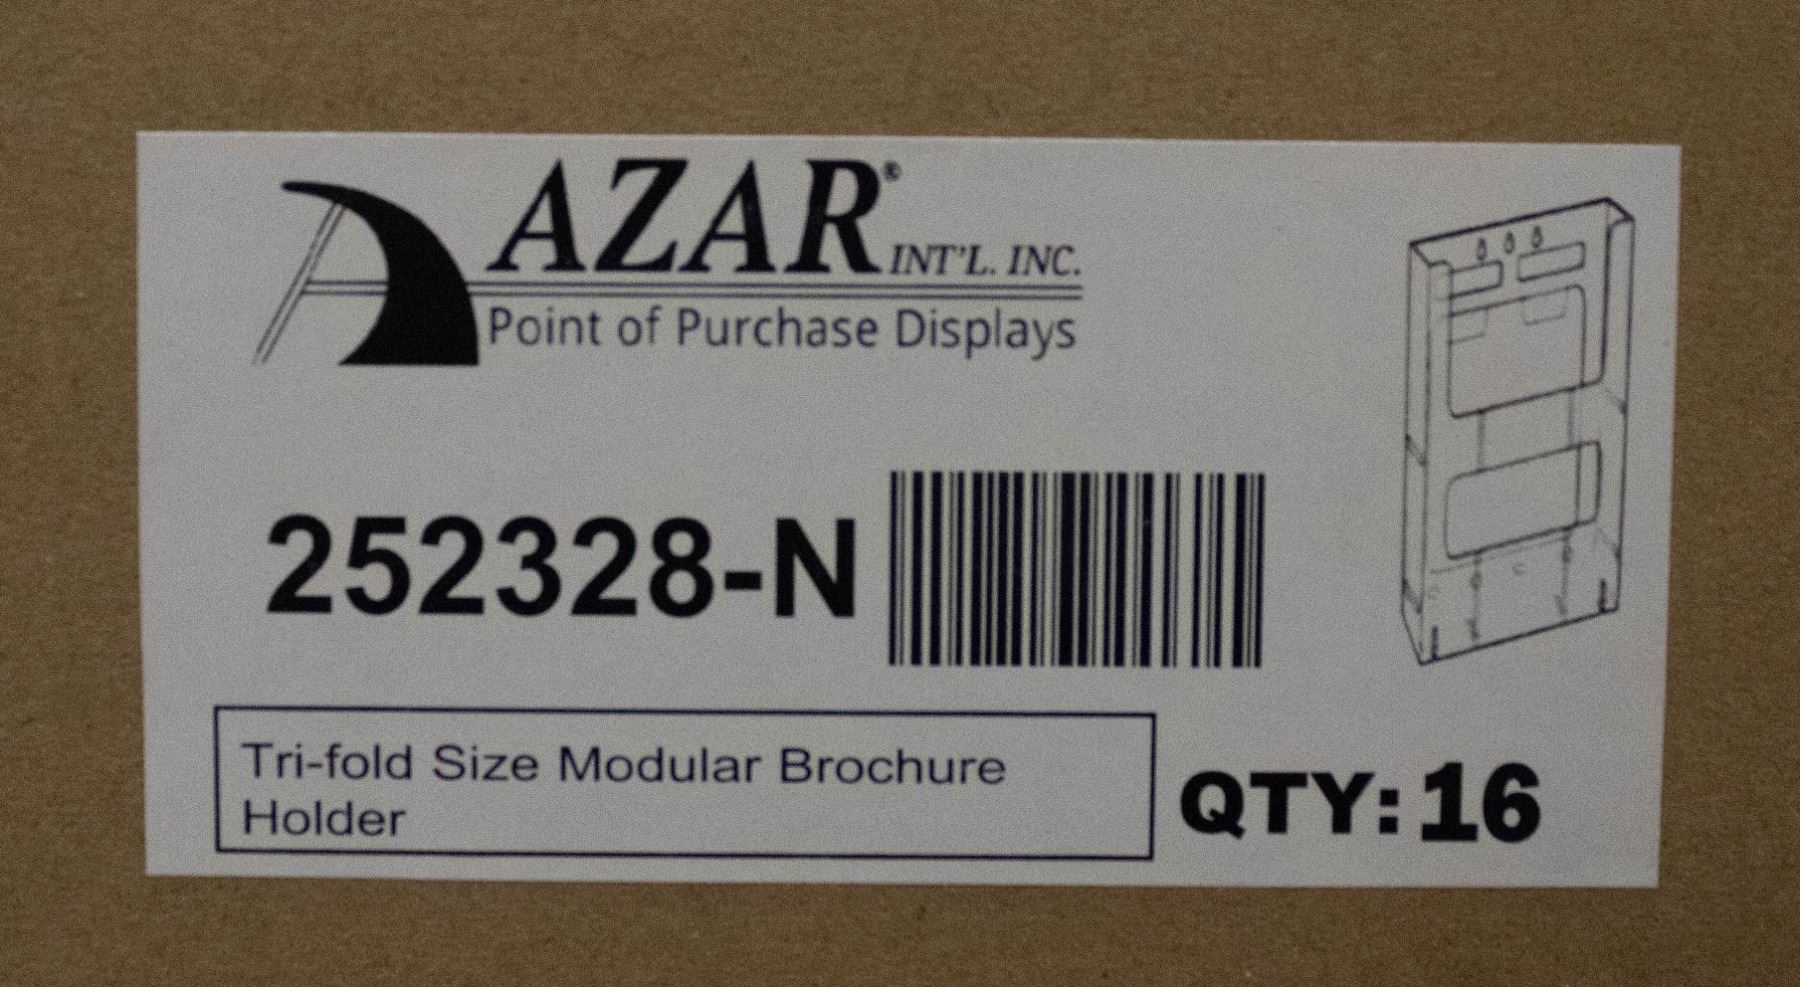 AZAR® INT'L. INC.
Point of Purchase Displays
252328-N
Tri-fold Size Modular Brochure
Holder
QTY: 16